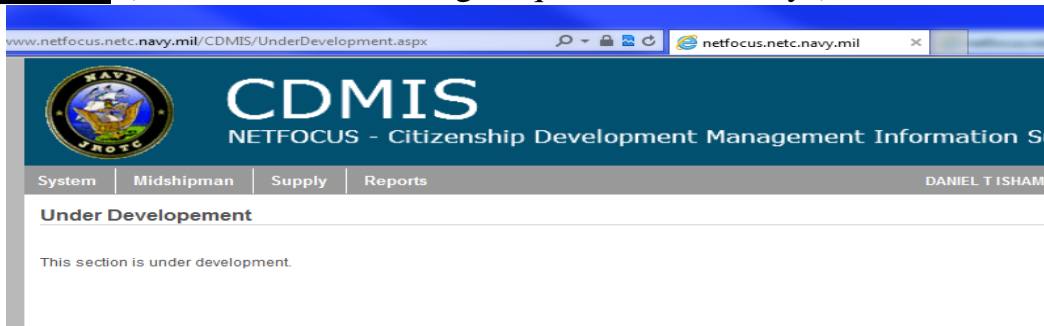 www.netfocus.netc.navy.mil/CDMIS/UnderDevelopment.aspx netfocus.netc.navy.mil
NAVY
JROTC
CDMIS
NETFOCUS - Citizenship Development Management Information
System Midshipman Supply Reports DANIEL T ISHAM
Under Developement
This section is under development.